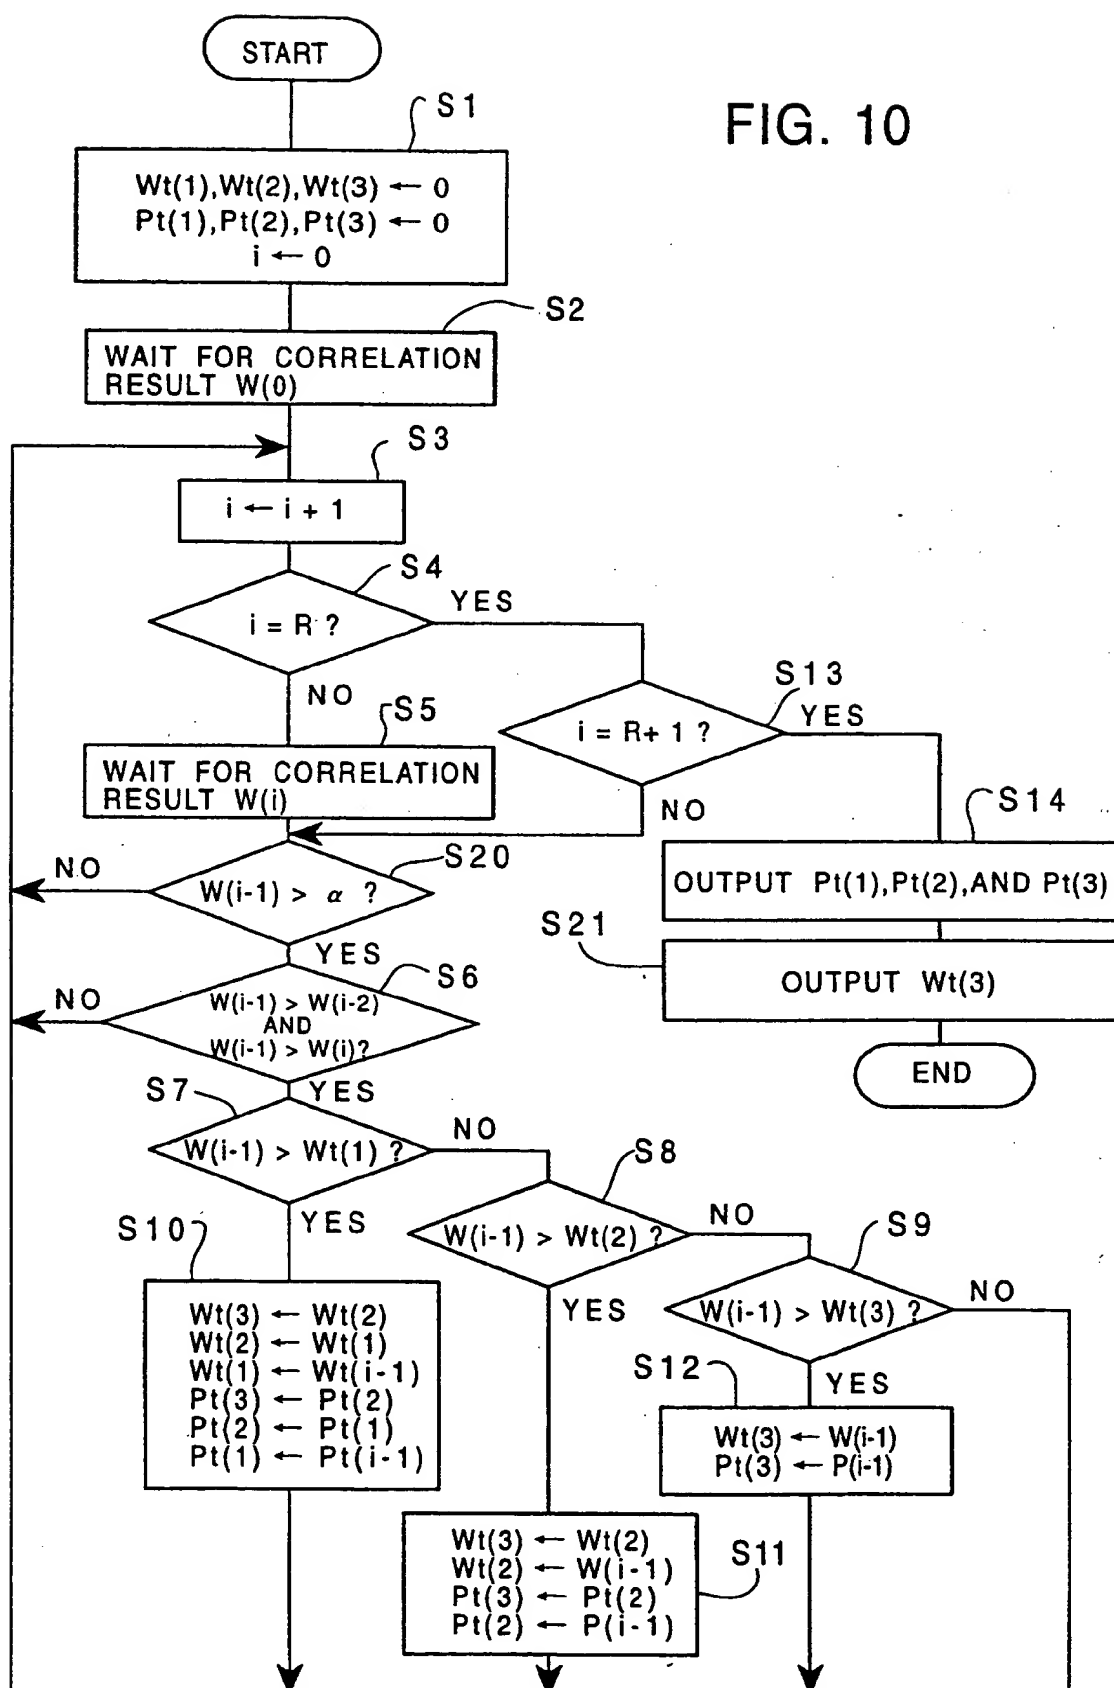 START
FIG. 10
S1
Wt(1),Wt(2),Wt(3) ← 0
Pt(1),Pt(2),Pt(3) ← 0
i ← 0
S2
WAIT FOR CORRELATION
RESULT W(0)
S3
i ← i + 1
S4
i = R ?
YES
NO
S13
i = R+ 1 ?
YES
NO
S5
WAIT FOR CORRELATION
RESULT W(i)
S14
OUTPUT Pt(1),Pt(2),AND Pt(3)
S20
W(i-1) > α ?
NO
YES
S21
OUTPUT Wt(3)
END
S6
W(i-1) > W(i-2)
AND
W(i-1) > W(i)?
NO
YES
S7
W(i-1) > Wt(1) ?
NO
YES
S8
W(i-1) > Wt(2) ?
NO
YES
S9
W(i-1) > Wt(3) ?
NO
YES
S10
Wt(3) ← Wt(2)
Wt(2) ← Wt(1)
Wt(1) ← Wt(i-1)
Pt(3) ← Pt(2)
Pt(2) ← Pt(1)
Pt(1) ← Pt(i-1)
S12
Wt(3) ← W(i-1)
Pt(3) ← P(i-1)
S11
Wt(3) ← Wt(2)
Wt(2) ← W(i-1)
Pt(3) ← Pt(2)
Pt(2) ← P(i-1)